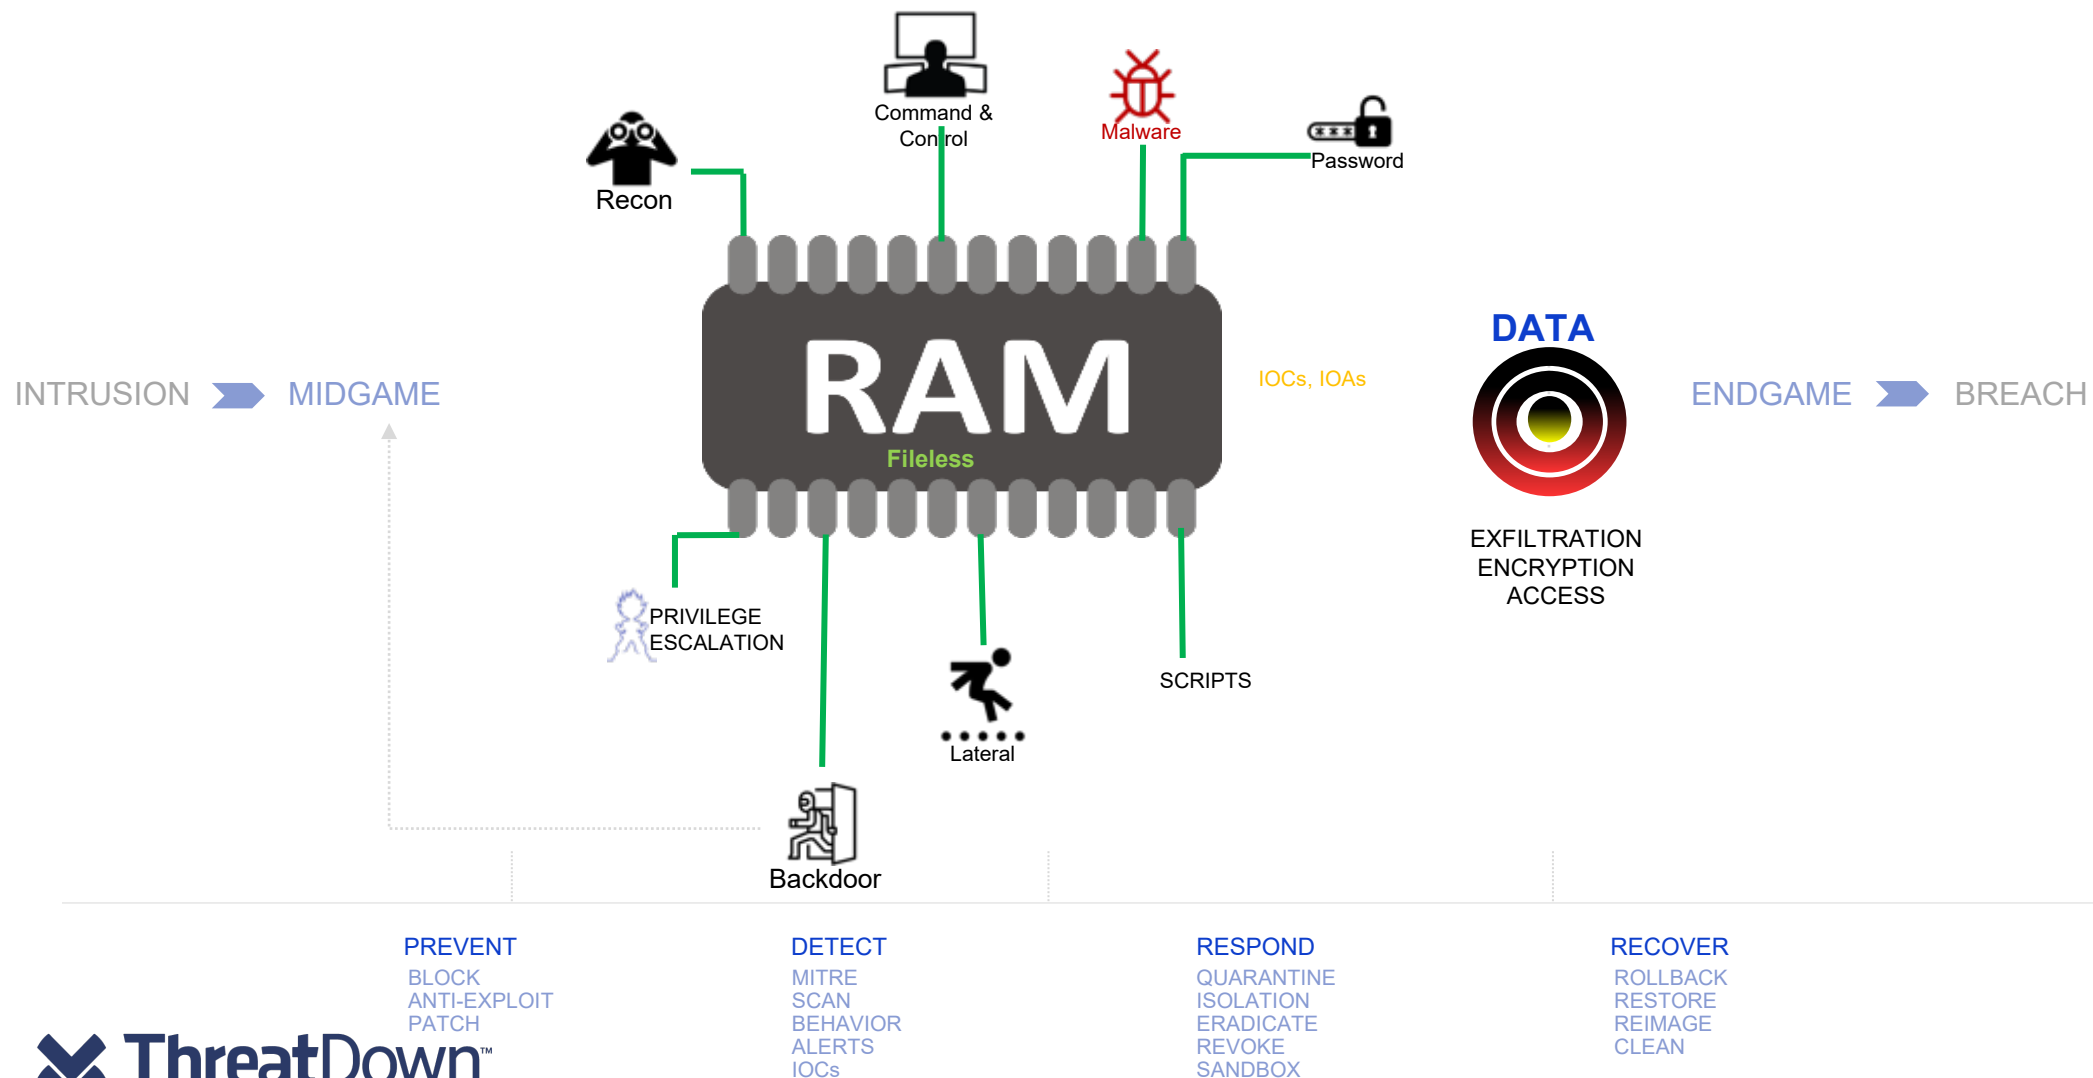 Command &
Control
Malware
Password
Recon
RAM
Fileless
INTRUSION
MIDGAME
IOCs, IOAs
DATA
ENDGAME
BREACH
EXFILTRATION
ENCRYPTION
ACCESS
PRIVILEGE
ESCALATION
SCRIPTS
Lateral
Backdoor
PREVENT
BLOCK
ANTI-EXPLOIT
PATCH
DETECT
MITRE
SCAN
BEHAVIOR
ALERTS
IOCs
RESPOND
QUARANTINE
ISOLATION
ERADICATE
REVOKE
SANDBOX
RECOVER
ROLLBACK
RESTORE
REIMAGE
CLEAN
ThreatDown™